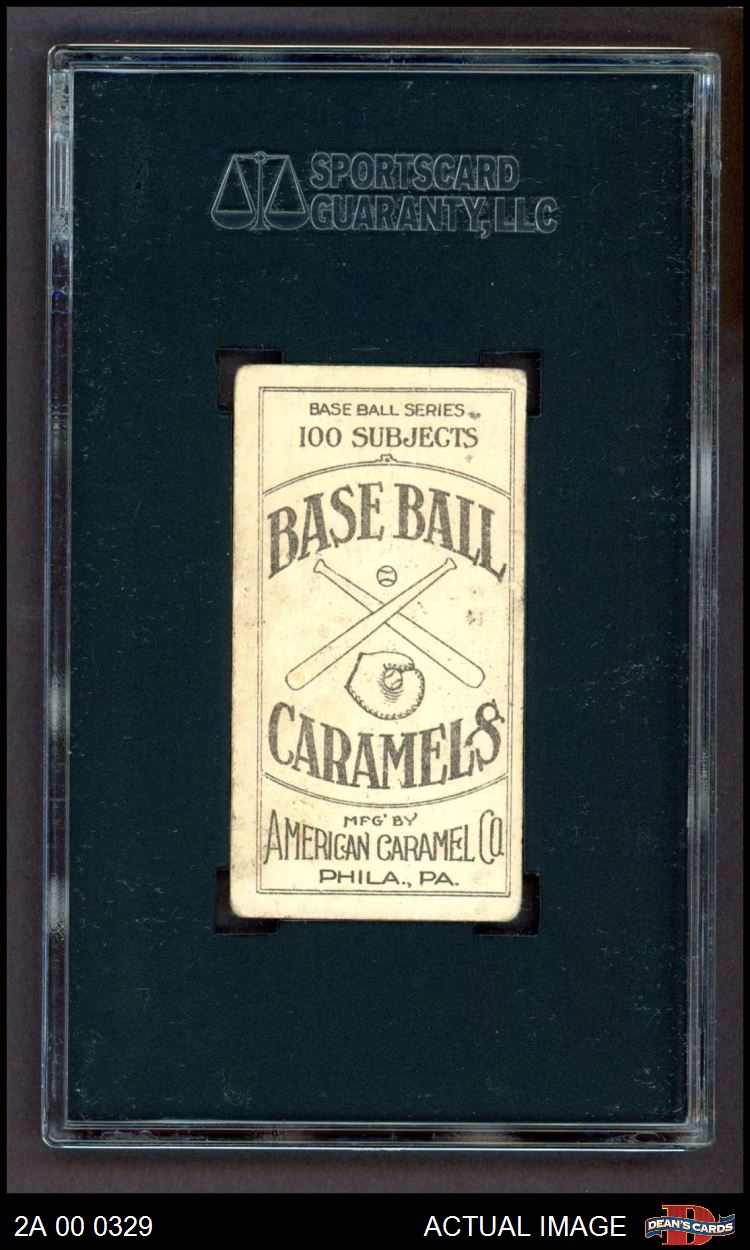 SPORTSCARD
GUARANTY, LLC
BASE BALL SERIES
100 SUBJECTS
BASE BALL
CARAMELS
MFG' BY
AMERICAN CARAMEL CO.
PHILA., PA.
2A 00 0329 ACTUAL IMAGE DEAN'S CARDS